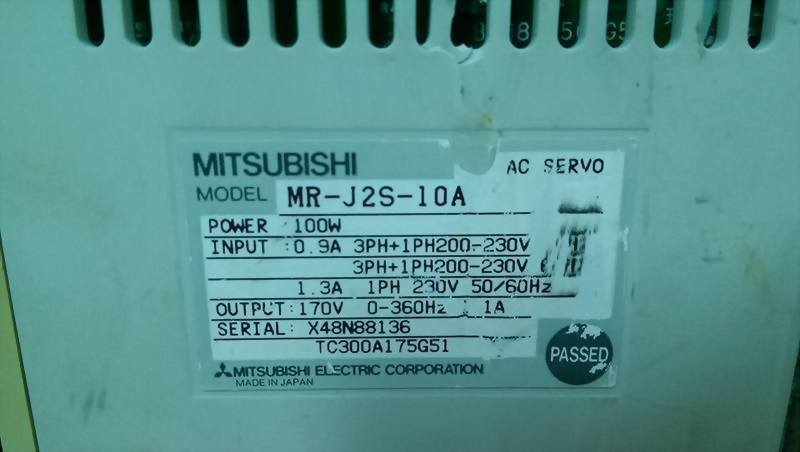 MITSUBISHI
AC SERVO
MODEL MR-J2S-10A
POWER 100W
INPUT :0.9A 3PH+1PH200-230V
3PH+1PH200-230V
1.3A 1PH 230V 50/60Hz
OUTPUT:170V 0-360Hz 1A
SERIAL: X48N88136
TC300A175G51
PASSED
MITSUBISHI ELECTRIC CORPORATION
MADE IN JAPAN